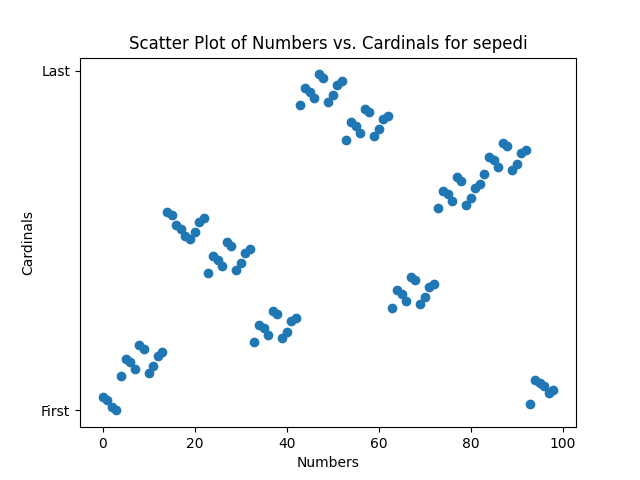 Scatter Plot of Numbers vs. Cardinals for sepedi
Last
Cardinals
First
0 20 40 60 80 100
Numbers